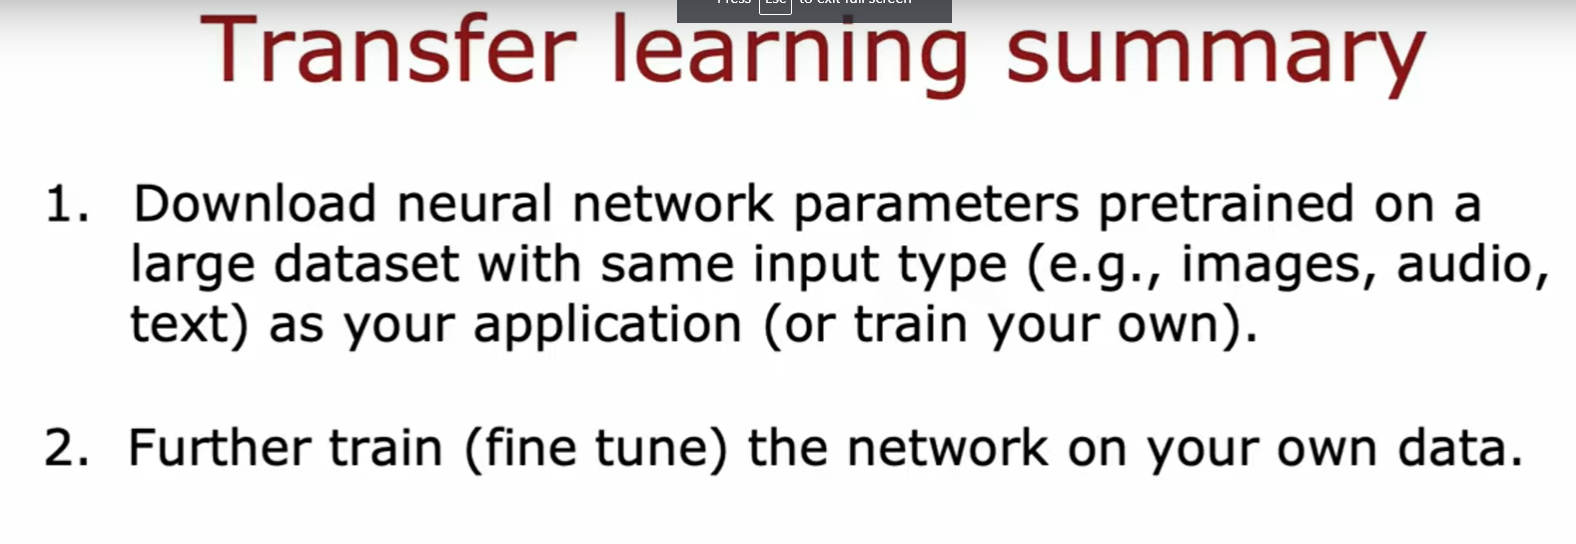 Press Esc to exit full screen
Transfer learning summary
1. Download neural network parameters pretrained on a
large dataset with same input type (e.g., images, audio,
text) as your application (or train your own).
2. Further train (fine tune) the network on your own data.